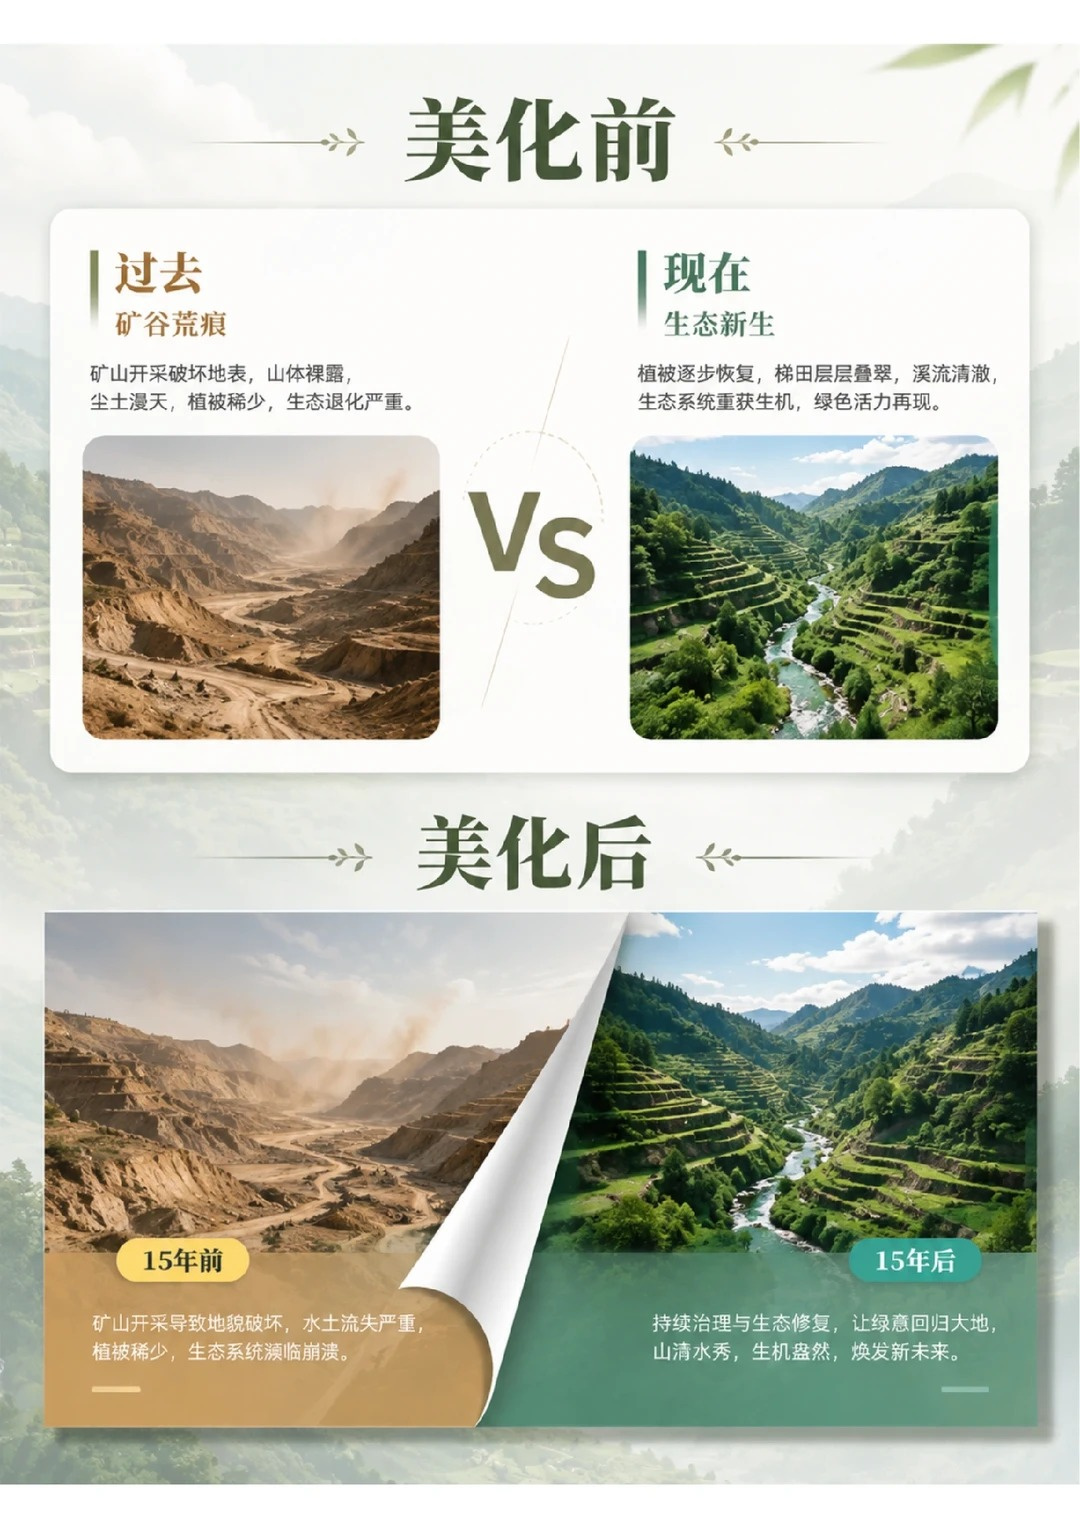 美化前
过去
矿谷荒痕
矿山开采破坏地表，山体裸露，
尘土漫天，植被稀少，生态退化严重。
VS
现在
生态新生
植被逐步恢复，梯田层层叠翠，溪流清澈，
生态系统重获生机，绿色活力再现。
美化后
15年前
矿山开采导致地貌破坏，水土流失严重，
植被稀少，生态系统濒临崩溃。
15年后
持续治理与生态修复，让绿意回归大地，
山清水秀，生机盎然，焕发新未来。